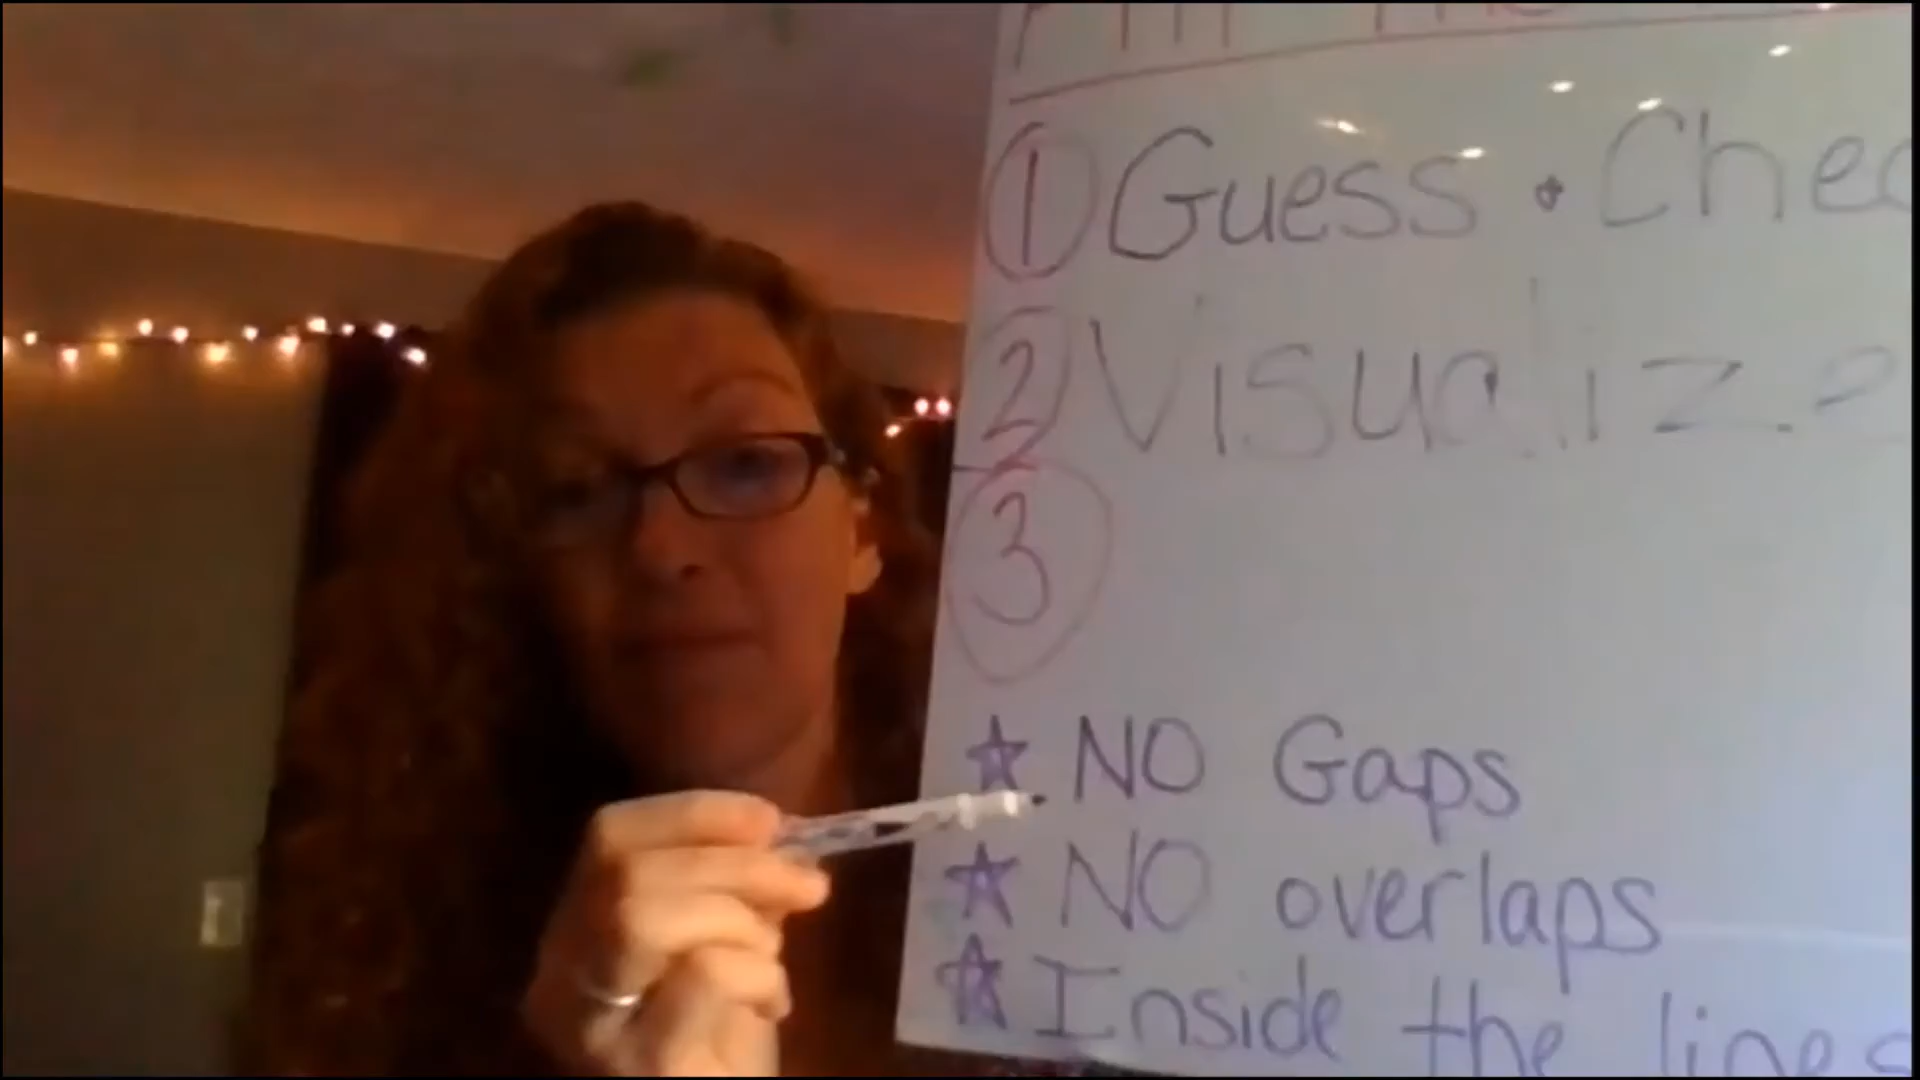 ① Guess • Chec
② Visualize
③
☆ NO Gaps
☆ NO overlaps
☆ Inside the lines